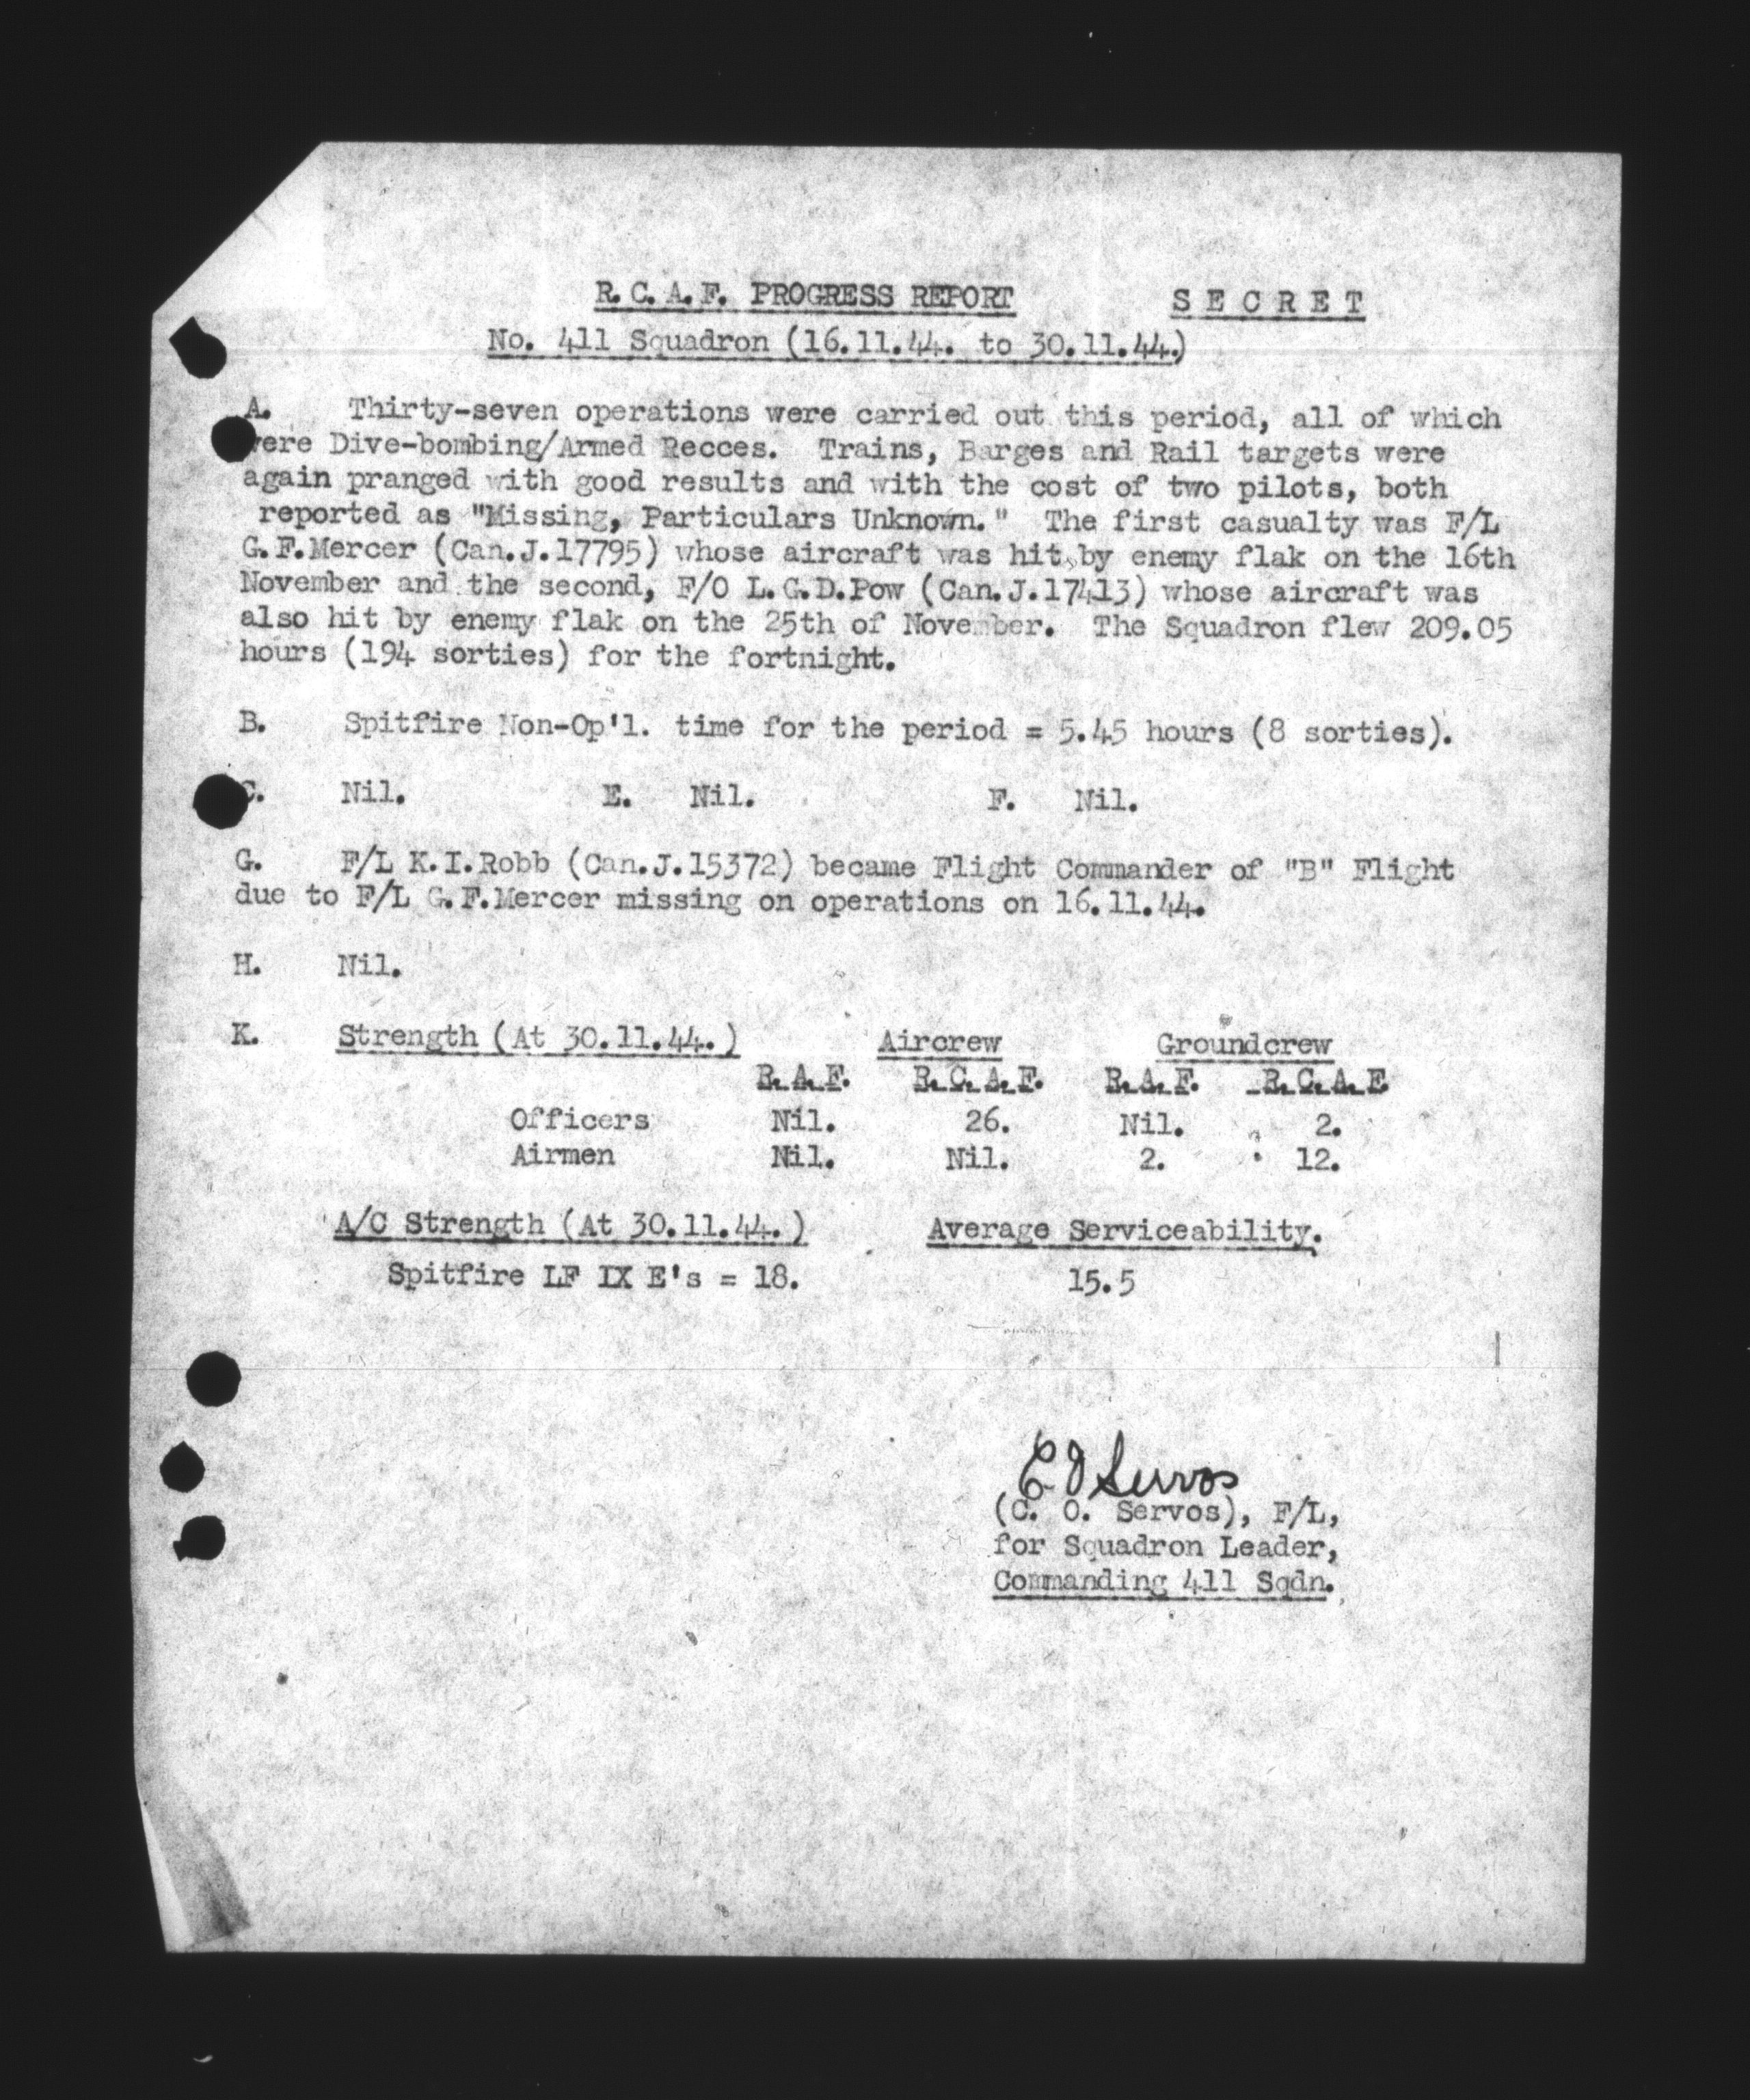 R.C.A.F. PROGRESS REPORT S E C R E T
No. 411 Squadron (16.11.44. to 30.11.44.)
A. Thirty-seven operations were carried out this period, all of which
were Dive-bombing/Armed Recces. Trains, Barges and Rail targets were
again pranged with good results and with the cost of two pilots, both
reported as "Missing, Particulars Unknown." The first casualty was F/L
G.F.Mercer (Can.J.17795) whose aircraft was hit by enemy flak on the 16th
November and the second, F/O L.G.D.Pow (Can.J.17413) whose aircraft was
also hit by enemy flak on the 25th of November. The Squadron flew 209.05
hours (194 sorties) for the fortnight.
B. Spitfire Non-Op'l. time for the period = 5.45 hours (8 sorties).
C. Nil. E. Nil. F. Nil.
G. F/L K.I.Robb (Can.J.15372) became Flight Commander of "B" Flight
due to F/L G.F.Mercer missing on operations on 16.11.44.
H. Nil.
K. Strength (At 30.11.44.) Aircrew Groundcrew
R.A.F. R.C.A.F. R.A.F. R.C.A.F.
Officers Nil. 26. Nil. 2.
Airmen Nil. Nil. 2. 12.
A/C Strength (At 30.11.44.) Average Serviceability.
Spitfire LF IX E's = 18. 15.5
C O Servos
(C. O. Servos), F/L,
for Squadron Leader,
Commanding 411 Sqdn.